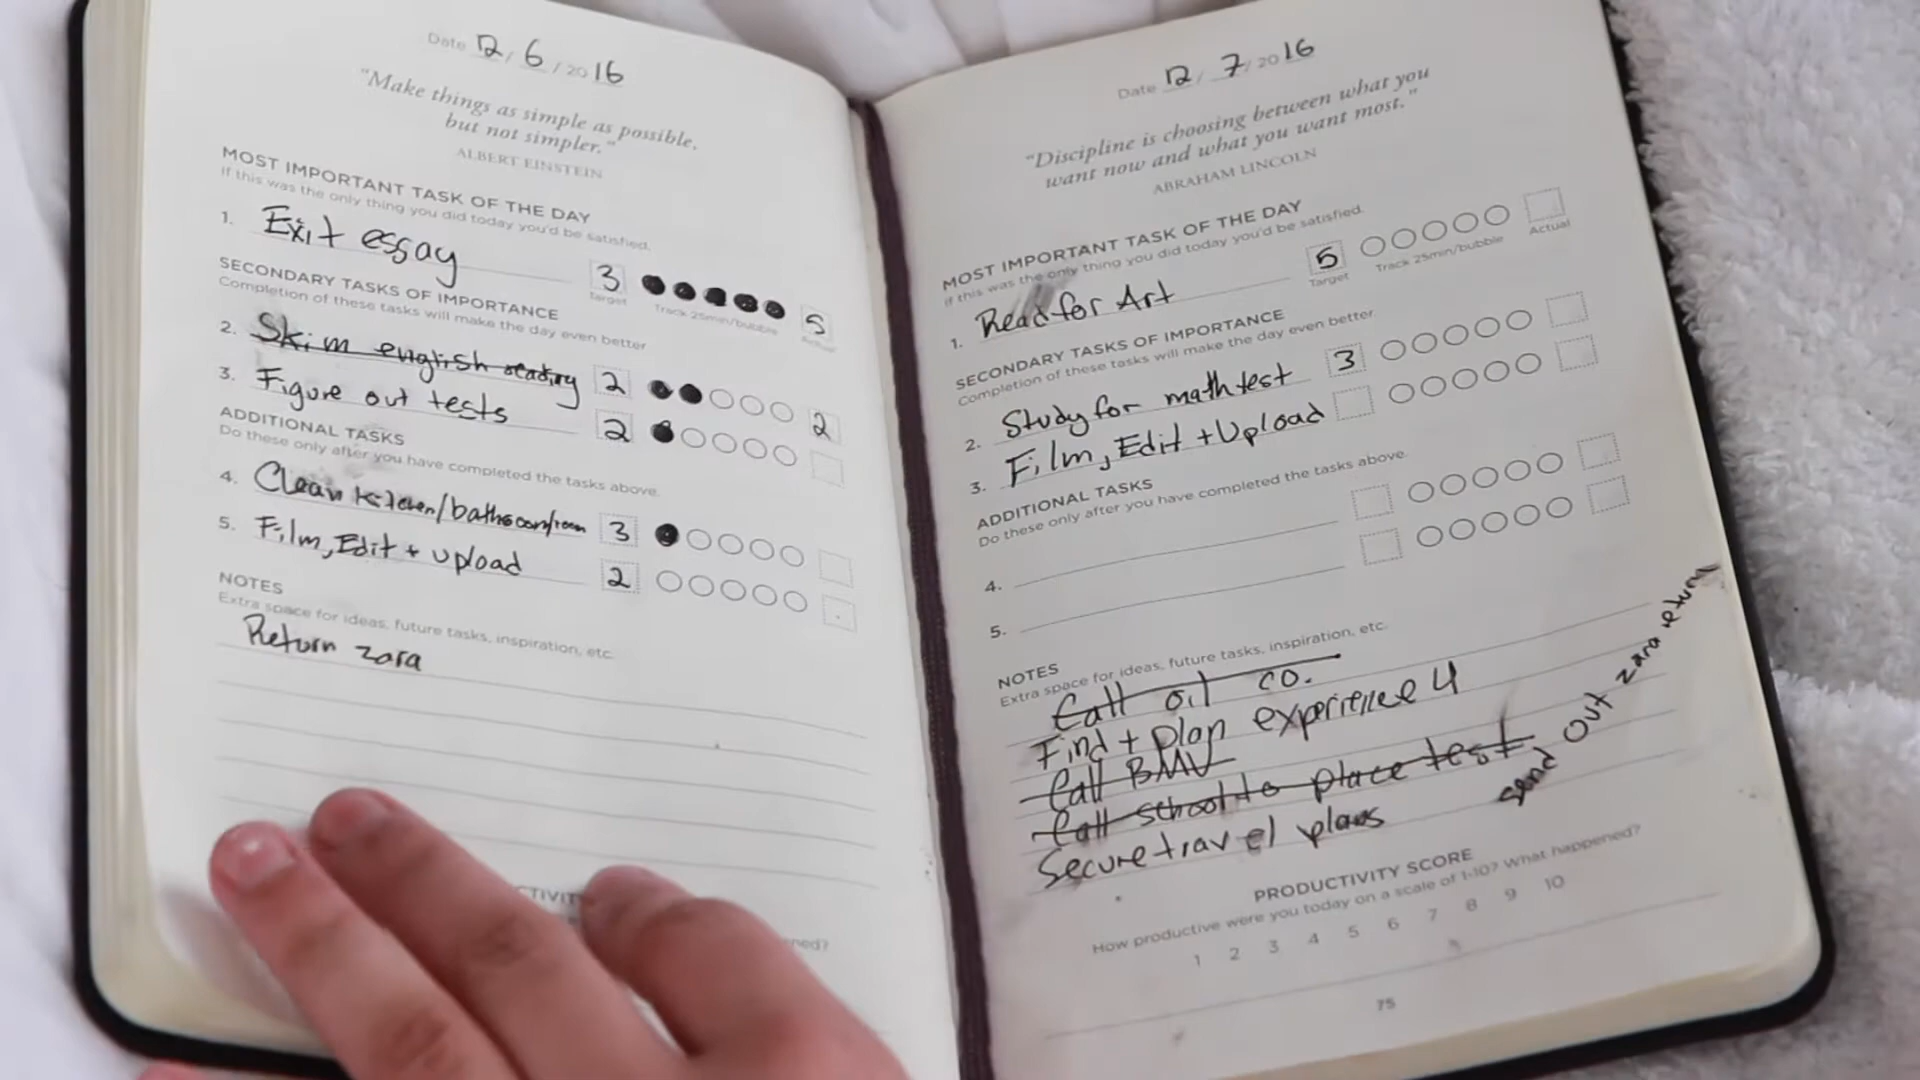 Date 12 / 6 / 20 16
"Make things as simple as possible,
but not simpler."
ALBERT EINSTEIN
MOST IMPORTANT TASK OF THE DAY
If this was the only thing you did today you'd be satisfied.
1. Exit essay 3 5
Target Track 25min/bubble Actual
SECONDARY TASKS OF IMPORTANCE
Completion of these tasks will make the day even better
2. Skim english reading 2 2
3. Figure out tests 2
ADDITIONAL TASKS
Do these only after you have completed the tasks above.
4. Clean kitchen/bathroom/room 3
5. Film, Edit + upload 2
NOTES
Extra space for ideas, future tasks, inspiration, etc.
Return zara
Date 12 / 7 / 20 16
"Discipline is choosing between what you
want now and what you want most."
ABRAHAM LINCOLN
MOST IMPORTANT TASK OF THE DAY
If this was the only thing you did today you'd be satisfied.
1. Read for Art 5
Target Track 25min/bubble Actual
SECONDARY TASKS OF IMPORTANCE
Completion of these tasks will make the day even better
2. Study for math test 3
3. Film, Edit + Upload
ADDITIONAL TASKS
Do these only after you have completed the tasks above.
4.
5.
NOTES
Extra space for ideas, future tasks, inspiration, etc.
Call oil co.
Find + plan 4
Call BMV
Call school to place test
Secure travel plans
send out zara return
PRODUCTIVITY SCORE
How productive were you today on a scale of 1-10? What happened?
1 2 3 4 5 6 7 8 9 10
75